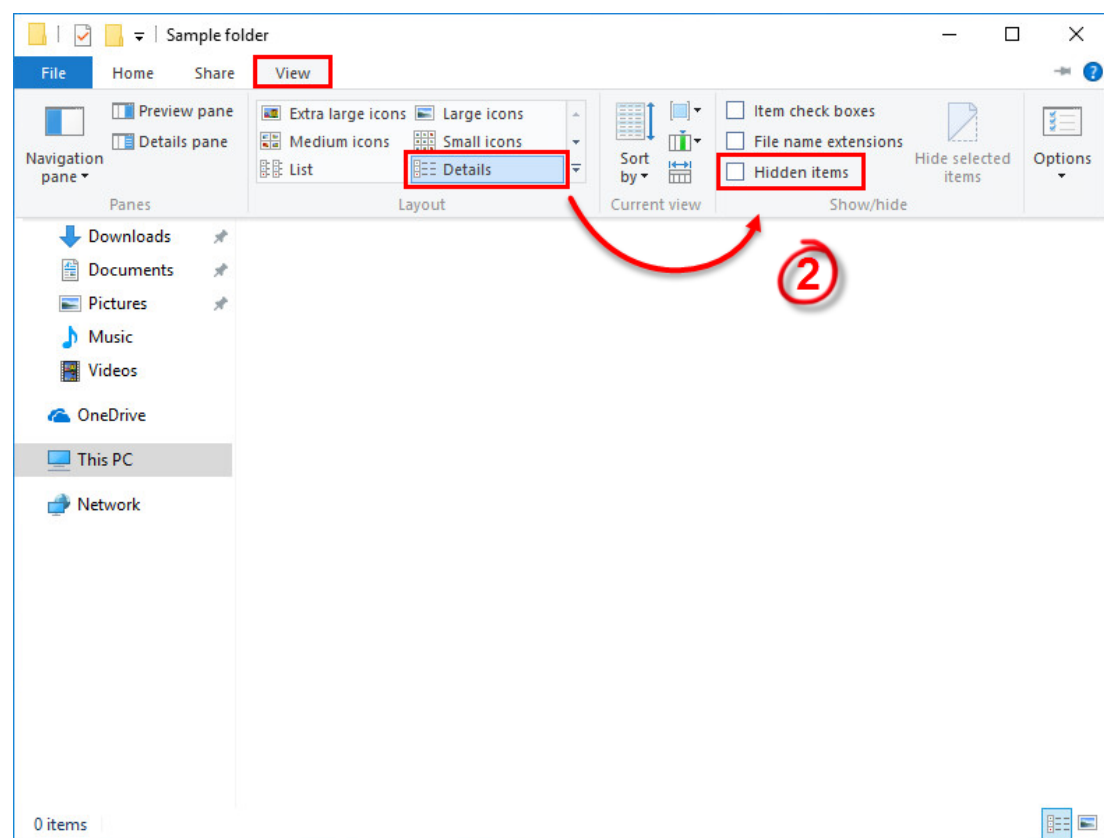 Sample folder
File Home Share View
?
Preview pane
Details pane
Navigation
pane
Panes
Extra large icons Large icons
Medium icons Small icons
List Details
Layout
Sort
by
Current view
Item check boxes
File name extensions
Hidden items
Hide selected
items
Show/hide
Options
2
Downloads
Documents
Pictures
Music
Videos
OneDrive
This PC
Network
0 items